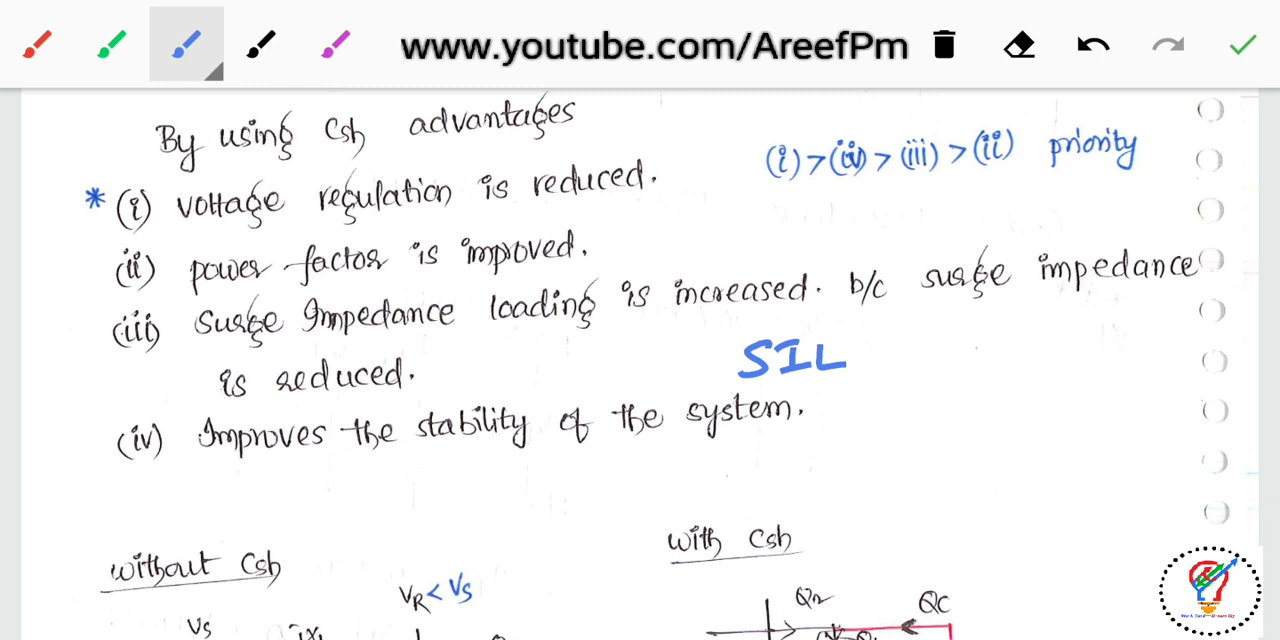 www.youtube.com/AreefPm
By using Csh advantages
(i) > (iv) > (iii) > (ii) priority
* (i) voltage regulation is reduced.
(ii) power factor is improved.
(iii) surge Impedance loading is increased. b/c surge impedance
is reduced.
SIL
(iv) Improves the stability of the system.
without Csh
with Csh
VR < VS
VS
QC